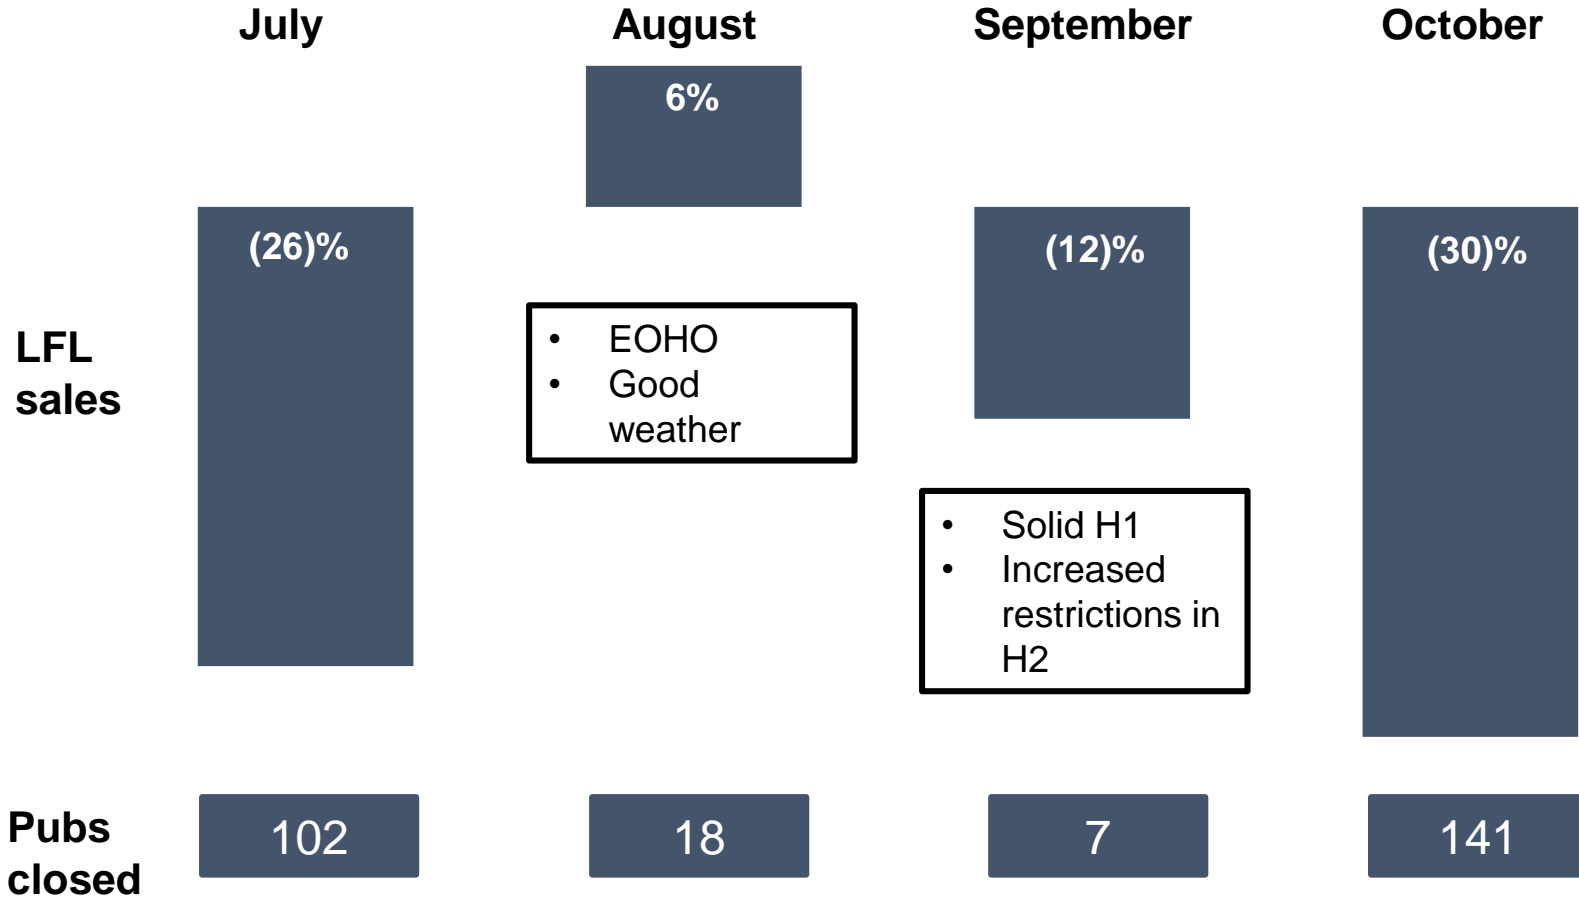 July August September October
6%
(26)% (12)% (30)%
LFL
sales
• EOHO
• Good
weather
• Solid H1
• Increased
restrictions in
H2
Pubs
closed
102 18 7 141